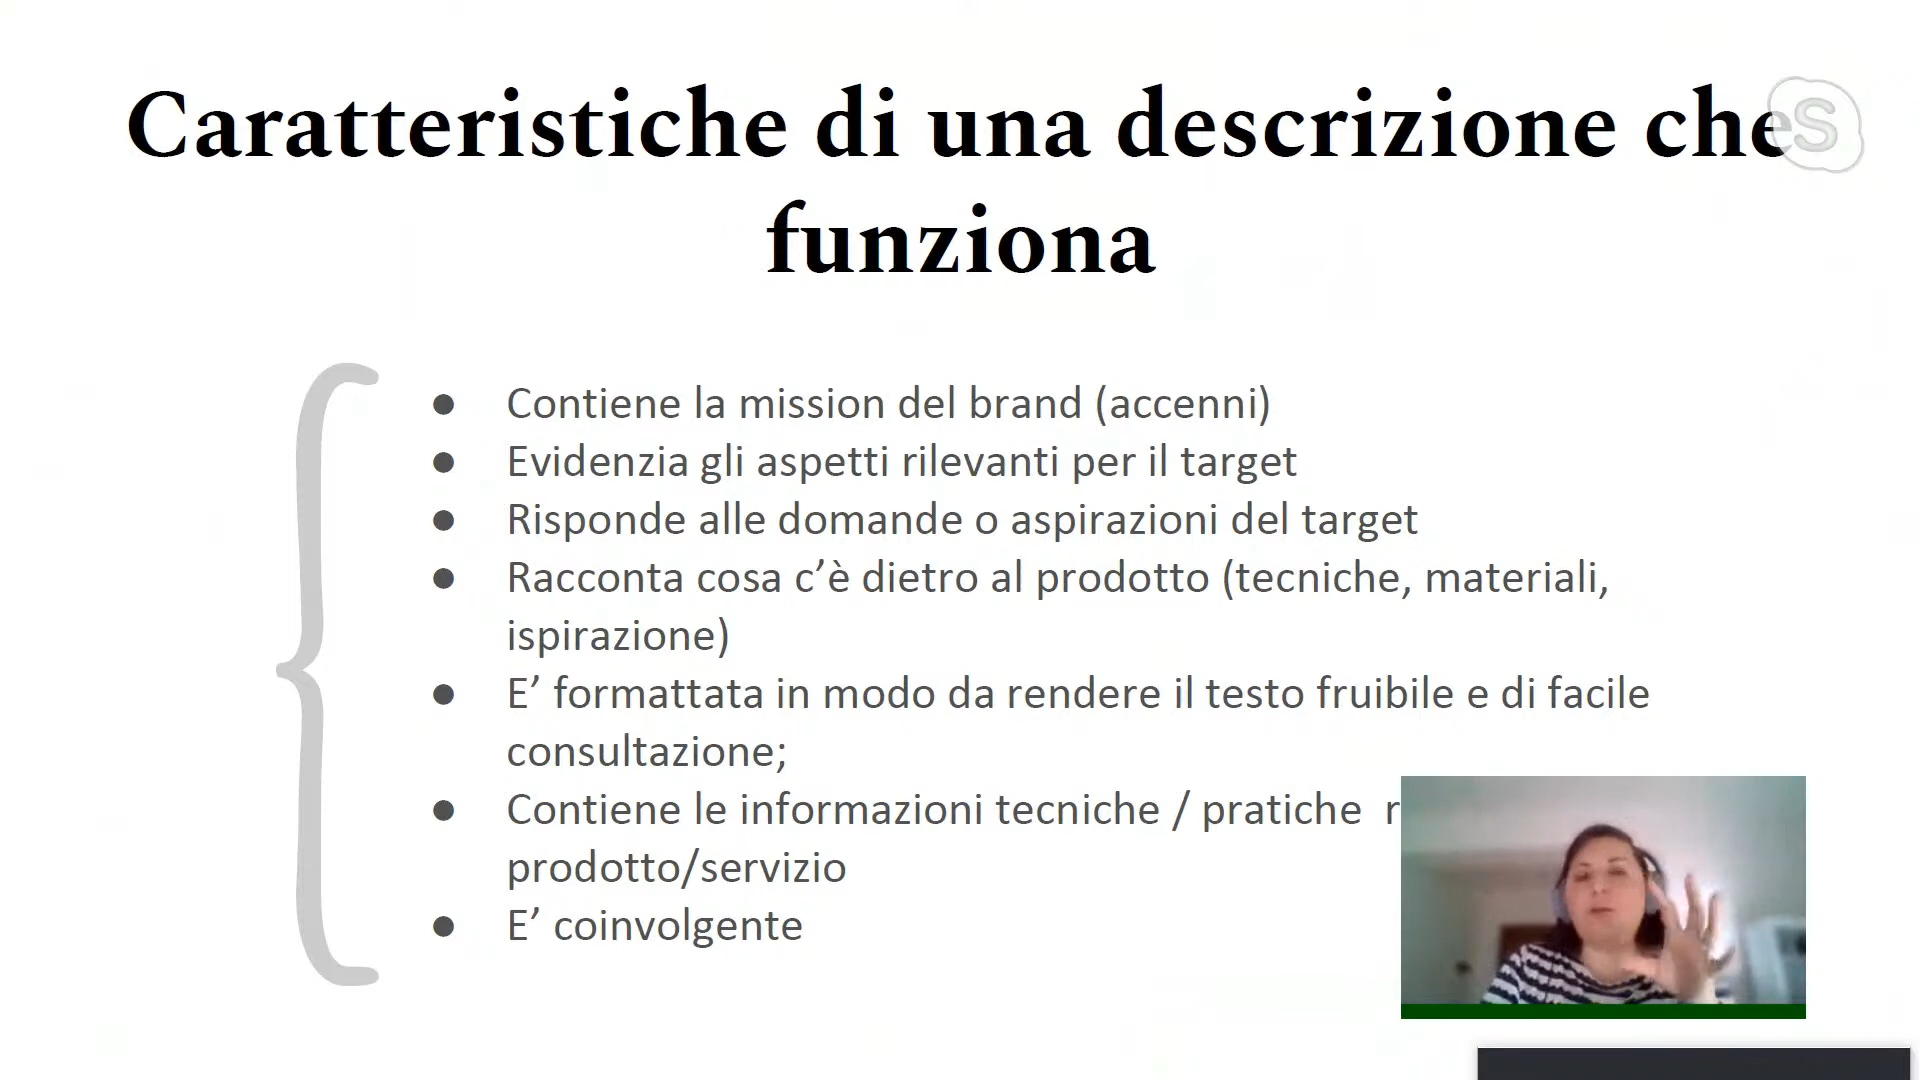 Caratteristiche di una descrizione che
funziona
● Contiene la mission del brand (accenni)
● Evidenzia gli aspetti rilevanti per il target
● Risponde alle domande o aspirazioni del target
● Racconta cosa c’è dietro al prodotto (tecniche, materiali,
ispirazione)
● E’ formattata in modo da rendere il testo fruibile e di facile
consultazione;
● Contiene le informazioni tecniche / pratiche
prodotto/servizio
● E’ coinvolgente